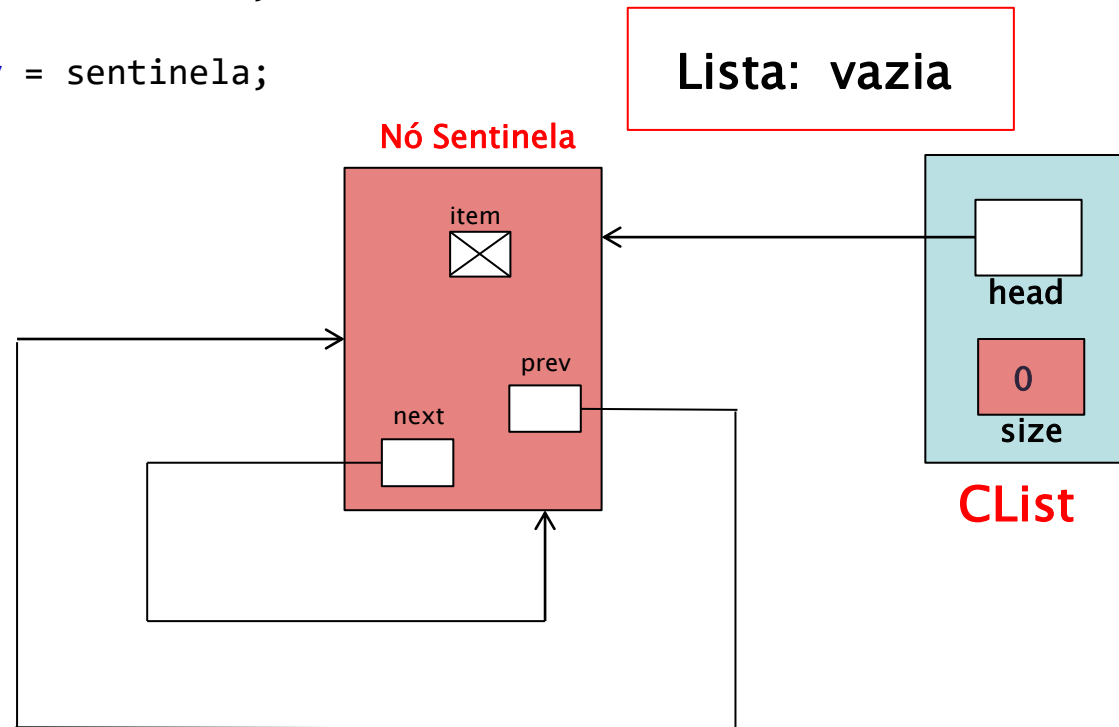 = sentinela;
Lista: vazia
Nó Sentinela
item
head
prev
0
next
size
CList